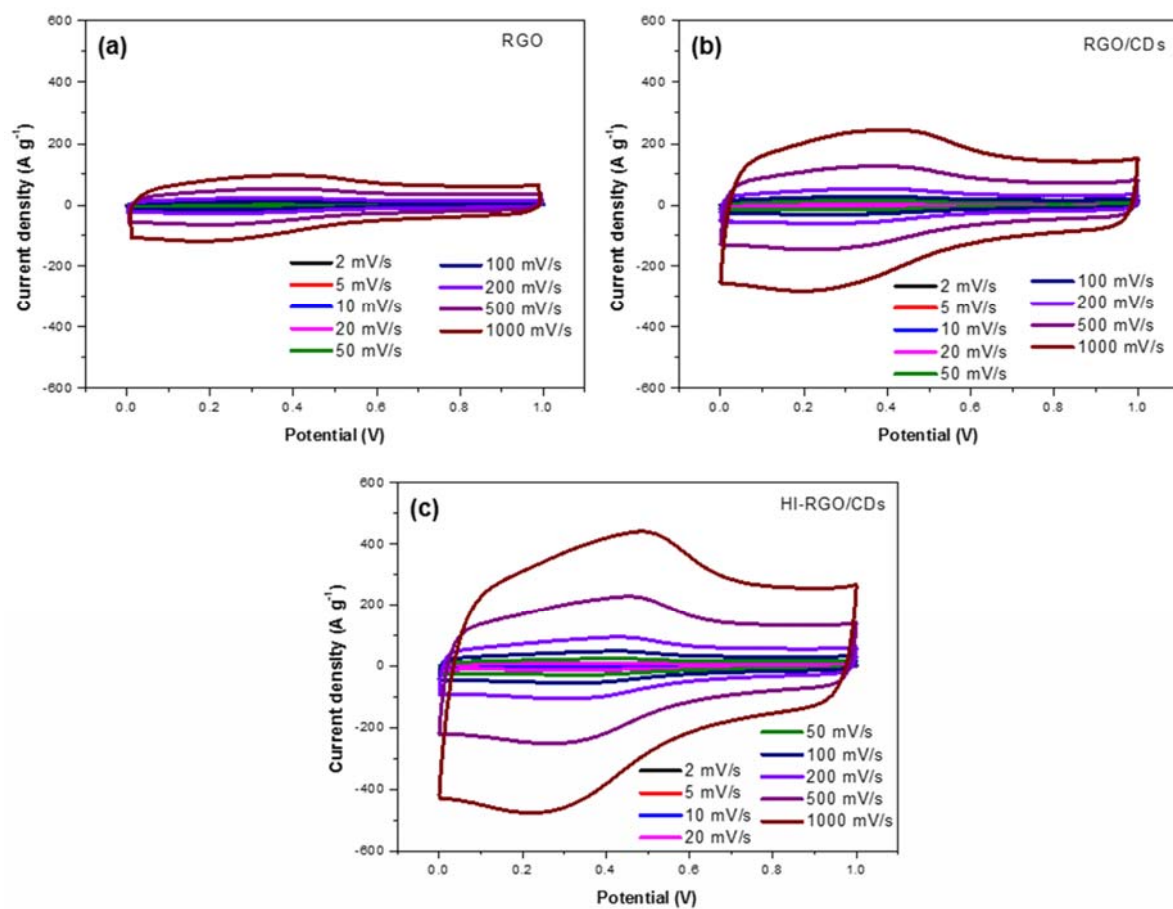 (a)
RGO
Current density (A g⁻¹)
600
400
200
0
-200
-400
-600
2 mV/s
5 mV/s
10 mV/s
20 mV/s
50 mV/s
100 mV/s
200 mV/s
500 mV/s
1000 mV/s
0.0 0.2 0.4 0.6 0.8 1.0
Potential (V)
(b)
RGO/CDs
Current density (A g⁻¹)
600
400
200
0
-200
-400
-600
2 mV/s
5 mV/s
10 mV/s
20 mV/s
50 mV/s
100 mV/s
200 mV/s
500 mV/s
1000 mV/s
0.0 0.2 0.4 0.6 0.8 1.0
Potential (V)
(c)
HI-RGO/CDs
Current density (A g⁻¹)
600
400
200
0
-200
-400
-600
2 mV/s
5 mV/s
10 mV/s
20 mV/s
50 mV/s
100 mV/s
200 mV/s
500 mV/s
1000 mV/s
0.0 0.2 0.4 0.6 0.8 1.0
Potential (V)